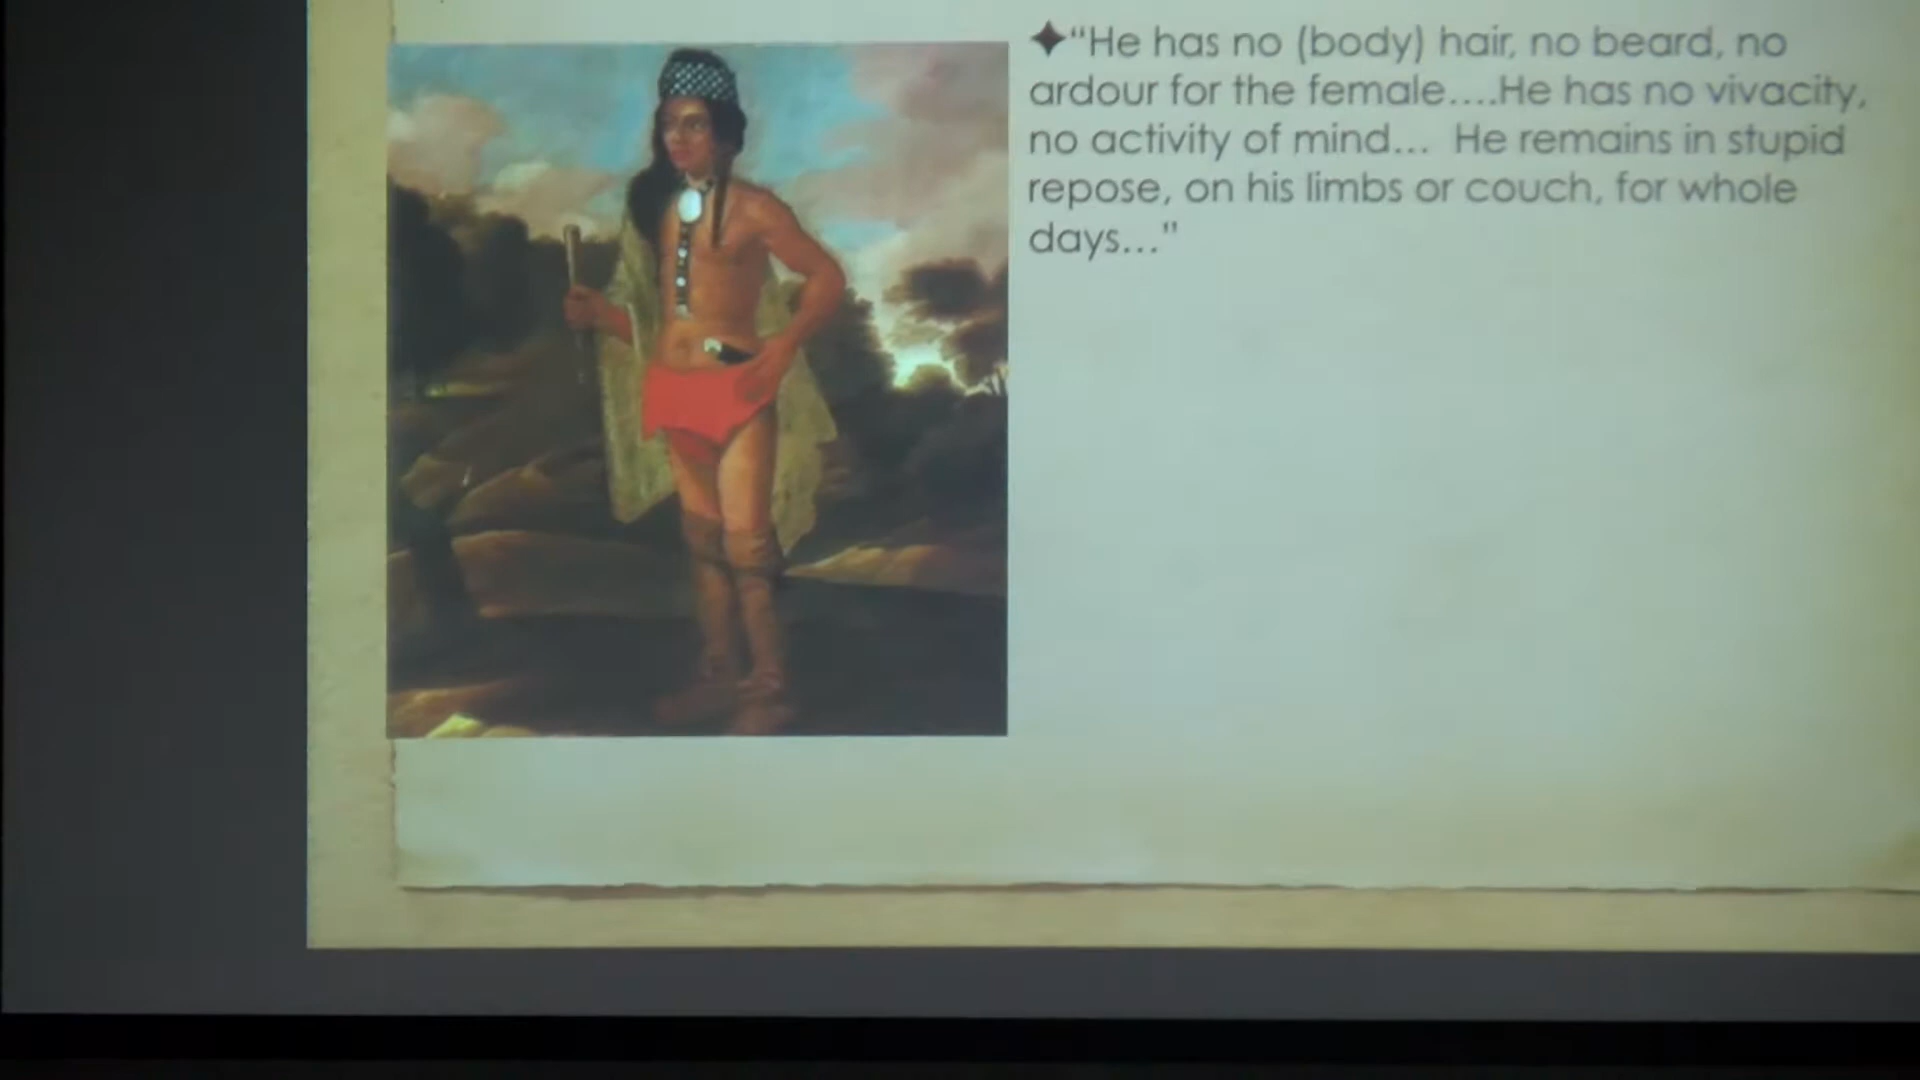 "He has no (body) hair, no beard, no
ardour for the female....He has no vivacity,
no activity of mind... He remains in stupid
repose, on his limbs or couch, for whole
days..."